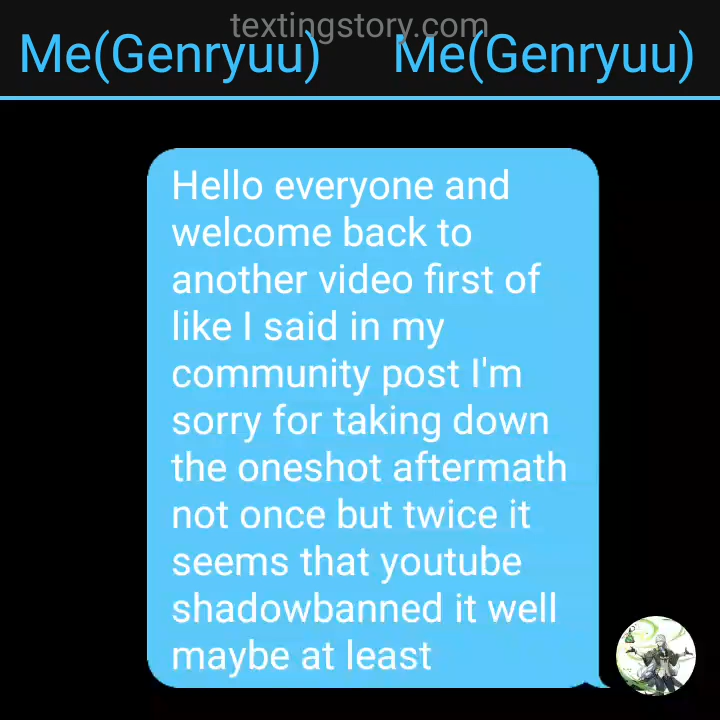 textingstory.com
Me(Genryuu) Me(Genryuu)
Hello everyone and
welcome back to
another video first of
like I said in my
community post I'm
sorry for taking down
the oneshot aftermath
not once but twice it
seems that youtube
shadowbanned it well
maybe at least